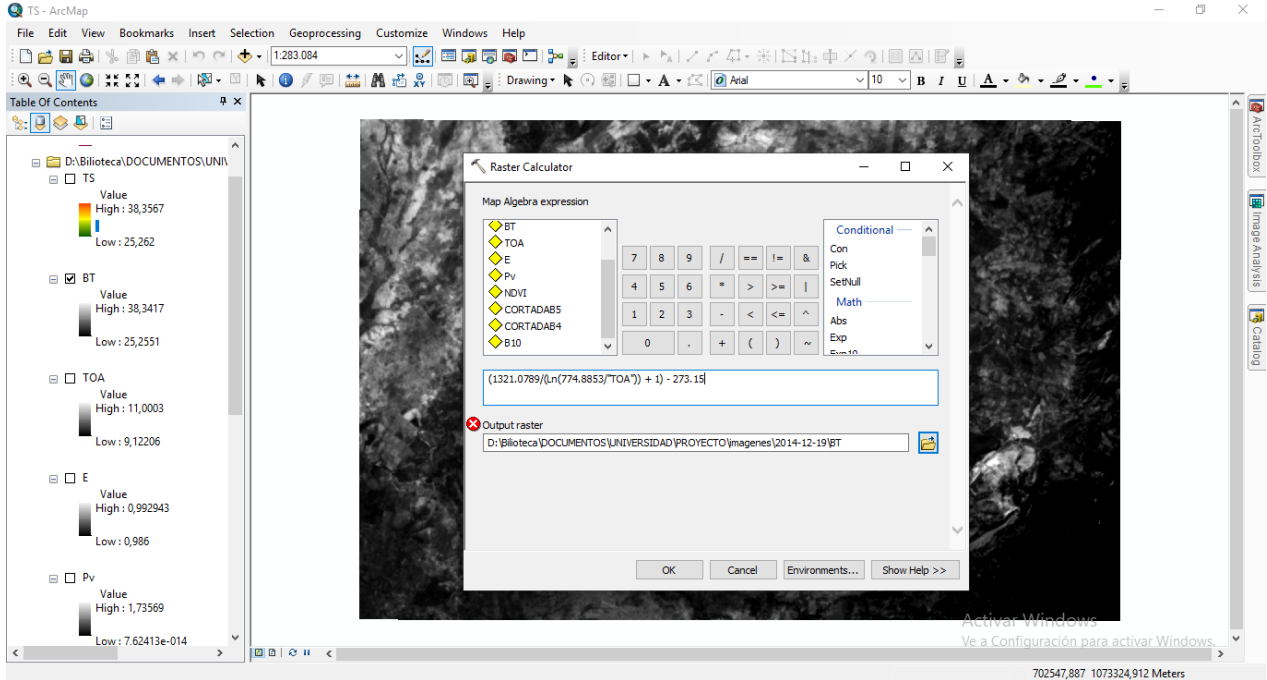 TS - ArcMap
File Edit View Bookmarks Insert Selection Geoprocessing Customize Windows Help
1:283.084
Editor
Drawing
Arial
10
B I U A
Table Of Contents
D:\Bilioteca\DOCUMENTOS\UNI\
TS
Value
High : 38,3567
Low : 25,262
BT
Value
High : 38,3417
Low : 25,2551
TOA
Value
High : 11,0003
Low : 9,12206
E
Value
High : 0,992943
Low : 0,986
Pv
Value
High : 1,73569
Low : 7,62413e-014
Raster Calculator
Map Algebra expression
BT
TOA
E
Pv
NDVI
CORTADAB5
CORTADAB4
B10
7 8 9 / == != &
4 5 6 * > >= |
1 2 3 - < <= ^
0 . + ( ) ~
Conditional
Con
Pick
SetNull
Math
Abs
Exp
Exp10
(1321.0789/(Ln(774.8853/"TOA")) + 1) - 273.15
Output raster
D:\Bilioteca\DOCUMENTOS\UNIVERSIDAD\PROYECTO\imagenes\2014-12-19\BT
OK Cancel Environments... Show Help >>
ArcToolbox
Image Analysis
Catalog
Activar Windows
Ve a Configuración para activar Windows.
702547,887 1073324,912 Meters